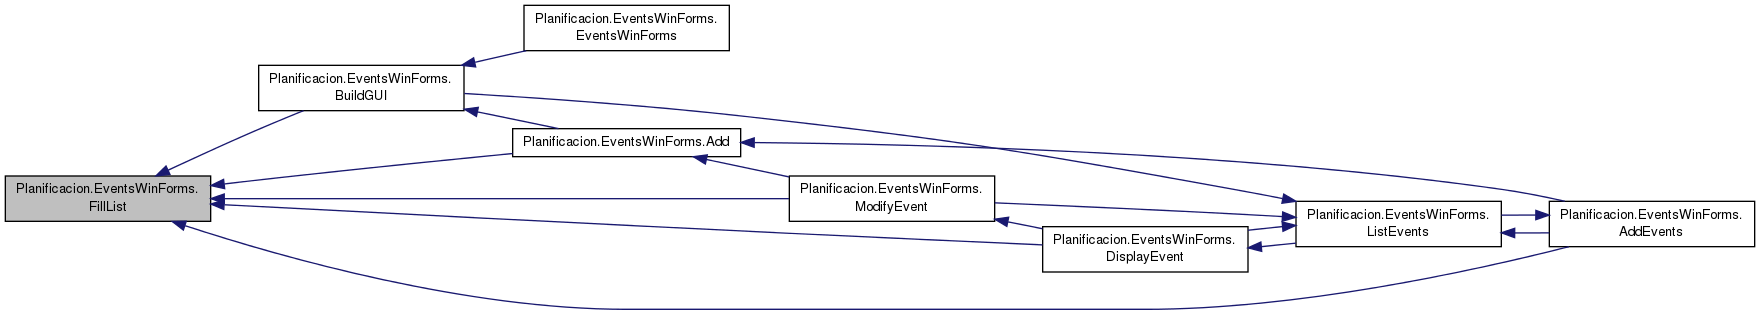 Planificacion.EventsWinForms.
EventsWinForms
Planificacion.EventsWinForms.
BuildGUI
Planificacion.EventsWinForms.Add
Planificacion.EventsWinForms.
FillList
Planificacion.EventsWinForms.
ModifyEvent
Planificacion.EventsWinForms.
DisplayEvent
Planificacion.EventsWinForms.
ListEvents
Planificacion.EventsWinForms.
AddEvents